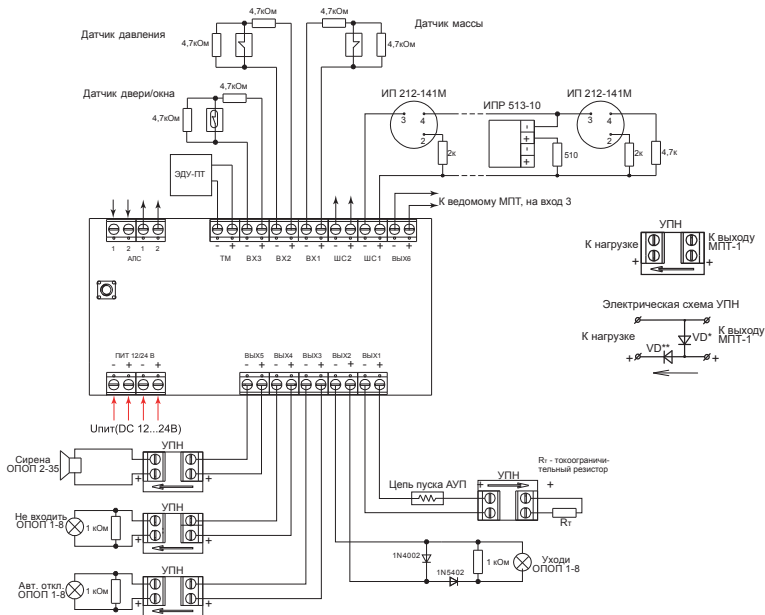 4,7кОм
4,7кОм
Датчик давления
Датчик массы
4,7кОм
4,7кОм
4,7кОм
Датчик двери/окна
4,7кОм
ИП 212-141М
ИПР 513-10
ИП 212-141М
3 4
2
2к
-
+
-
+
510
3 4
2
2к
4,7к
ЭДУ-ПТ
К ведомому МПТ, на вход 3
1 2 1 2
АЛС
- + - + - + - + - + - + - +
ТМ ВХ3 ВХ2 ВХ1 ШС2 ШС1 ВЫХ6
УПН
К нагрузке
К выходу
МПТ-1
+ +
Электрическая схема УПН
- -
К нагрузке
VD*
К выходу
МПТ-1
VD**
+ +
ПИТ 12/24 В
- + - +
ВЫХ5 ВЫХ4 ВЫХ3 ВЫХ2 ВЫХ1
- + - + - + - + - +
Uпит(DC 12...24В)
УПН
Сирена
ОПОП 2-35
+ +
УПН
Не входить
ОПОП 1-8
1 кОм
+ +
УПН
Авт. откл.
ОПОП 1-8
1 кОм
+ +
Цепь пуска АУП
УПН
+ +
Rт - токоограничи-
тельный резистор
Rт
1N4002
1N5402
1 кОм
Уходи
ОПОП 1-8